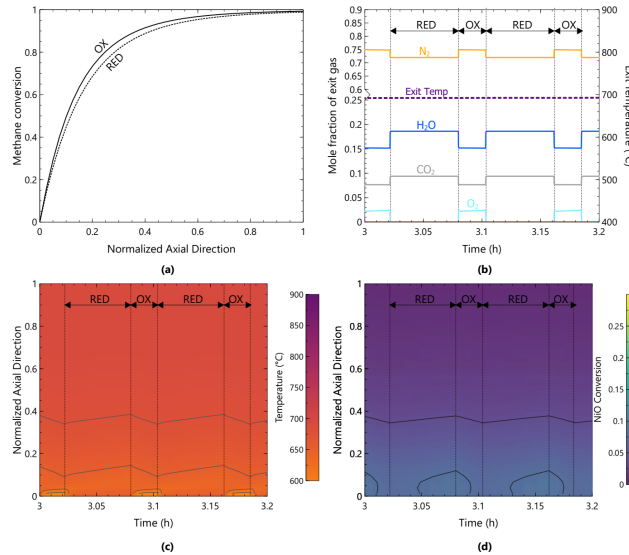 1
0.8
0.6
0.4
0.2
0
Methane conversion
OX
RED
0 0.2 0.4 0.6 0.8 1
Normalized Axial Direction
(a)
0.9
0.85
0.8
0.75
0.7
0.65
0.6
0.25
0.2
0.15
0.1
0.05
0
Mole fraction of exit gas
RED OX RED OX
N₂
Exit Temp
H₂O
CO₂
O₂
900
800
700
600
500
400
Exit Temperature (°C)
3 3.05 3.1 3.15 3.2
Time (h)
(b)
1
0.8
0.6
0.4
0.2
0
Normalized Axial Direction
RED OX RED OX
3 3.05 3.1 3.15 3.2
Time (h)
900
800
700
600
Temperature (°C)
(c)
1
0.8
0.6
0.4
0.2
0
Normalized Axial Direction
RED OX RED OX
3 3.05 3.1 3.15 3.2
Time (h)
0.25
0.2
0.15
0.1
0.05
0
NiO Conversion
(d)